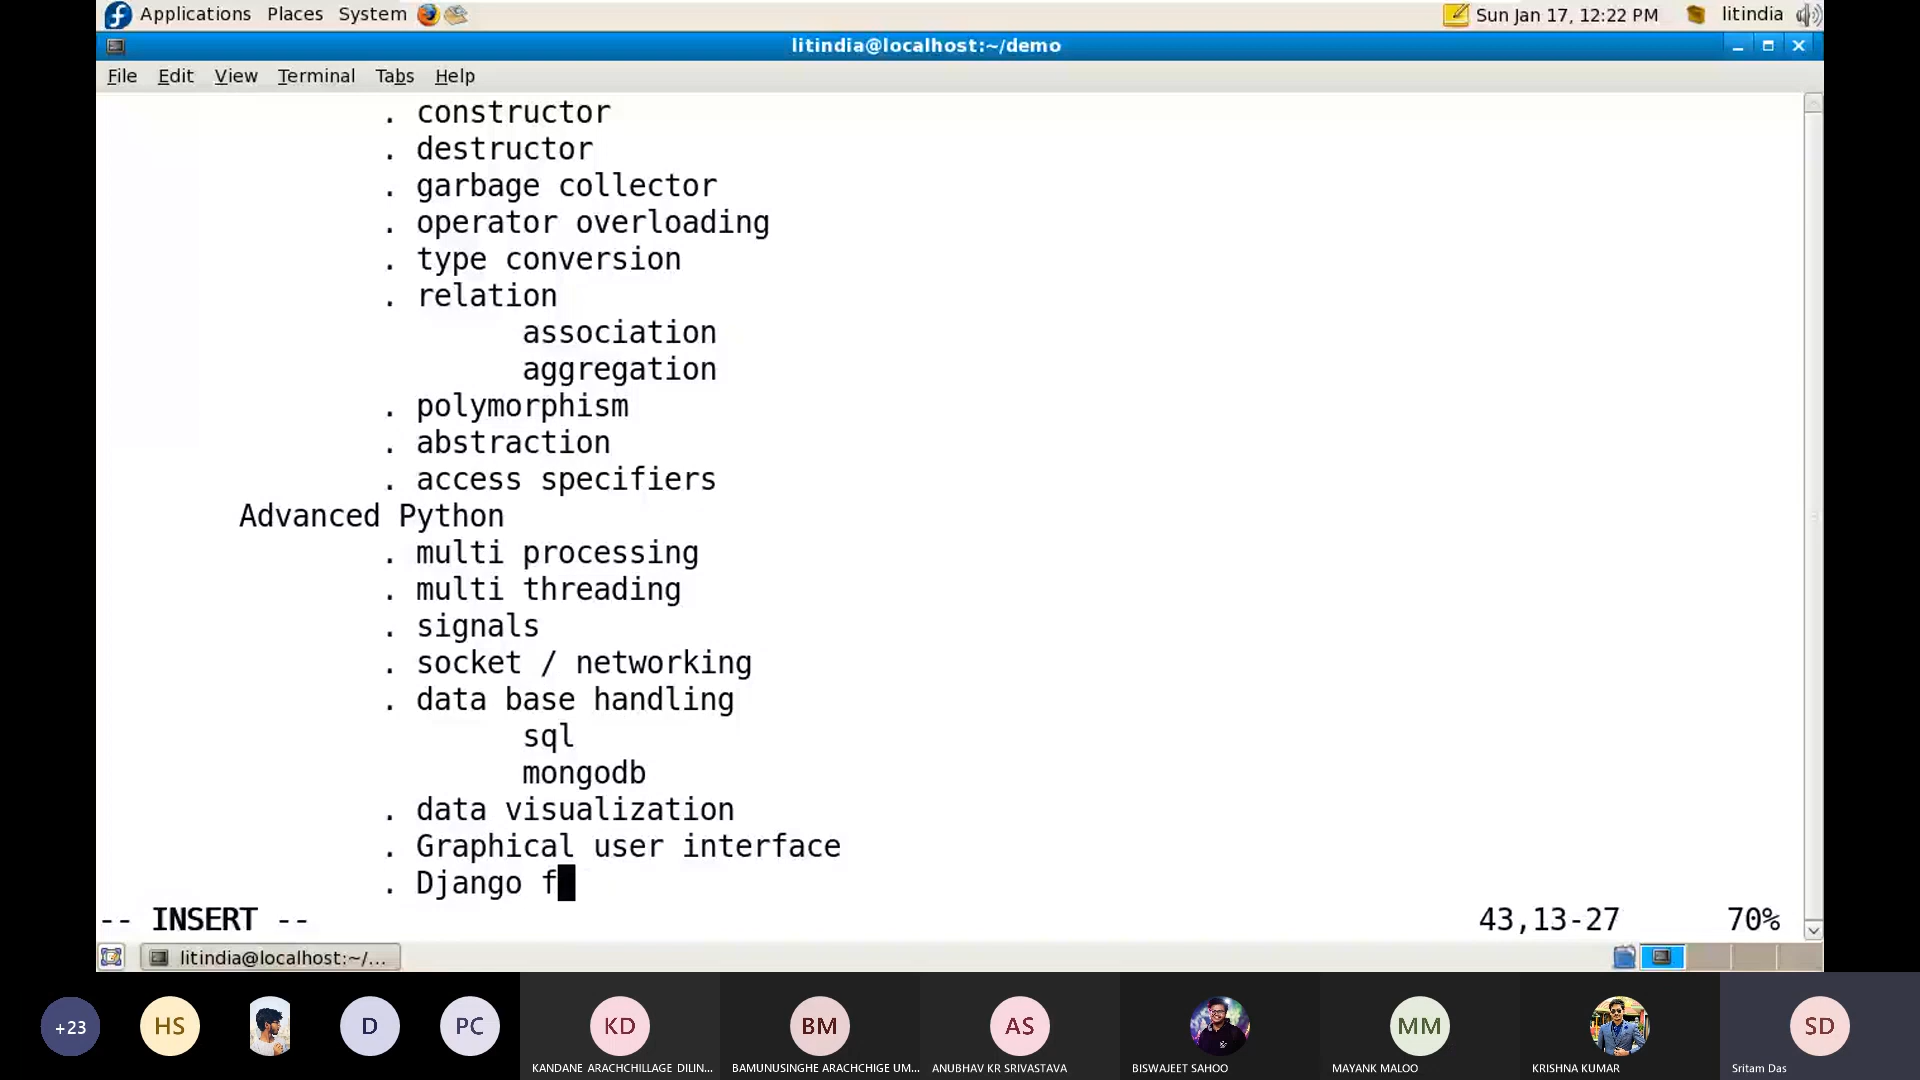 Applications Places System Sun Jan 17, 12:22 PM litindia
litindia@localhost:~/demo
File Edit View Terminal Tabs Help
. constructor
. destructor
. garbage collector
. operator overloading
. type conversion
. relation
association
aggregation
. polymorphism
. abstraction
. access specifiers
Advanced Python
. multi processing
. multi threading
. signals
. socket / networking
. data base handling
sql
mongodb
. data visualization
. Graphical user interface
. Django f
-- INSERT -- 43,13-27 70%
litindia@localhost:~/...
+23 HS D PC KD BM AS MM SD
KANDANE ARACHCHILLAGE DILIN... BAMUNUSINGHE ARACHCHIGE UM... ANUBHAV KR SRIVASTAVA BISWAJEET SAHOO MAYANK MALOO KRISHNA KUMAR Sritam Das